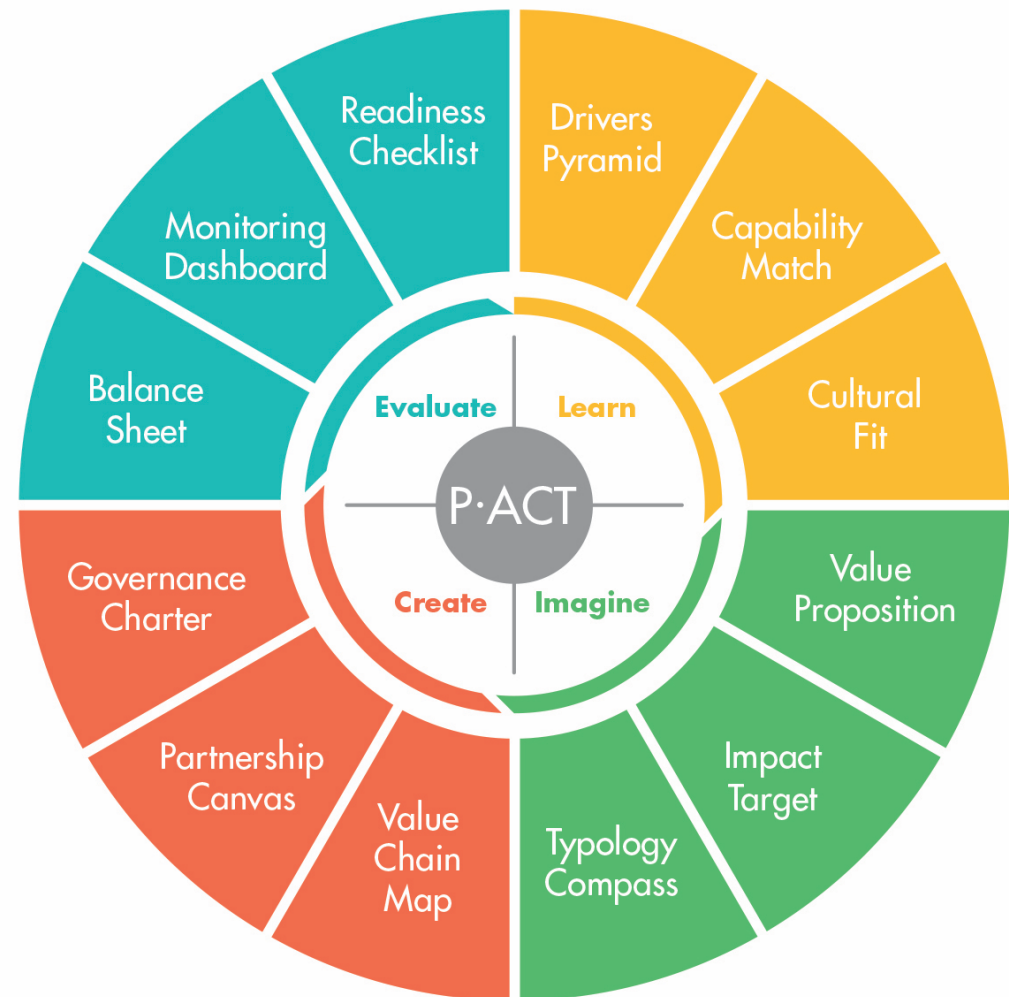 Readiness
Checklist
Drivers
Pyramid
Capability
Match
Cultural
Fit
Value
Proposition
Impact
Target
Typology
Compass
Value
Chain
Map
Partnership
Canvas
Governance
Charter
Balance
Sheet
Monitoring
Dashboard
Evaluate
Learn
P·ACT
Create
Imagine